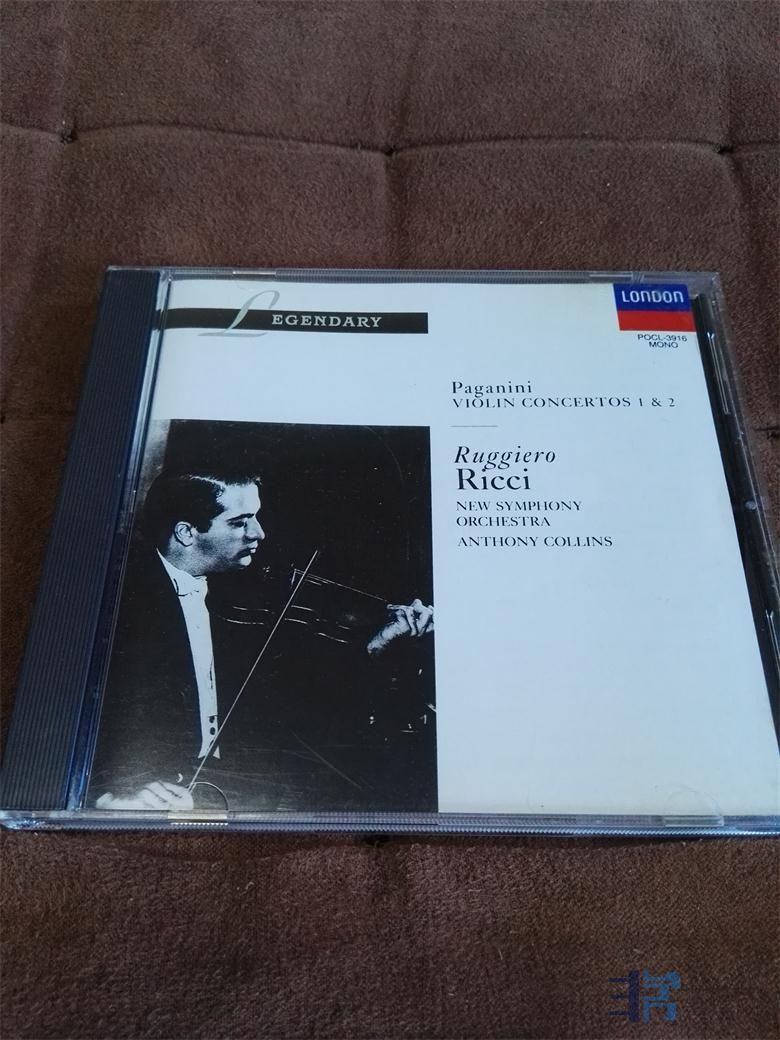 LEGENDARY
LONDON
POCL-3916
MONO
Paganini
VIOLIN CONCERTOS 1 & 2
Ruggiero
Ricci
NEW SYMPHONY
ORCHESTRA
ANTHONY COLLINS